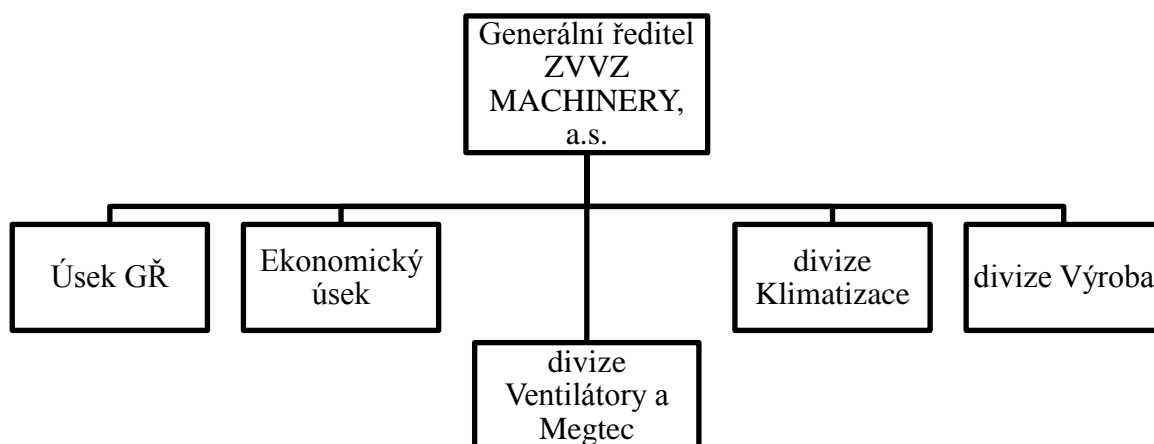 Generální ředitel
ZVVZ
MACHINERY,
a.s.
Úsek GŘ
Ekonomický
úsek
divize
Klimatizace
divize Výroba
divize
Ventilátory a
Megtec